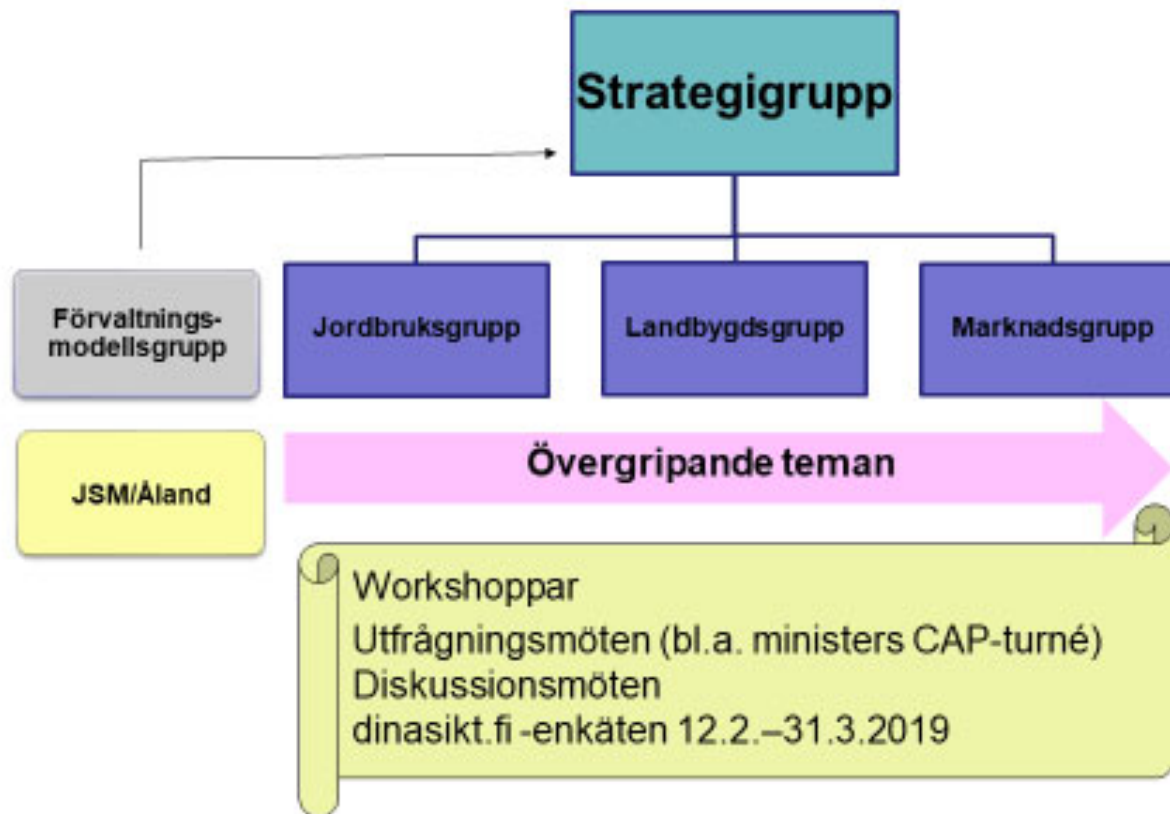 Strategigrupp
Förvaltnings-
modellsgrupp
Jordbruksgrupp
Landbygdsgrupp
Marknadsgrupp
JSM/Åland
Övergripande teman
Workshoppar
Utfrågningsmöten (bl.a. ministers CAP-turné)
Diskussionsmöten
dinasikt.fi -enkäten 12.2.–31.3.2019